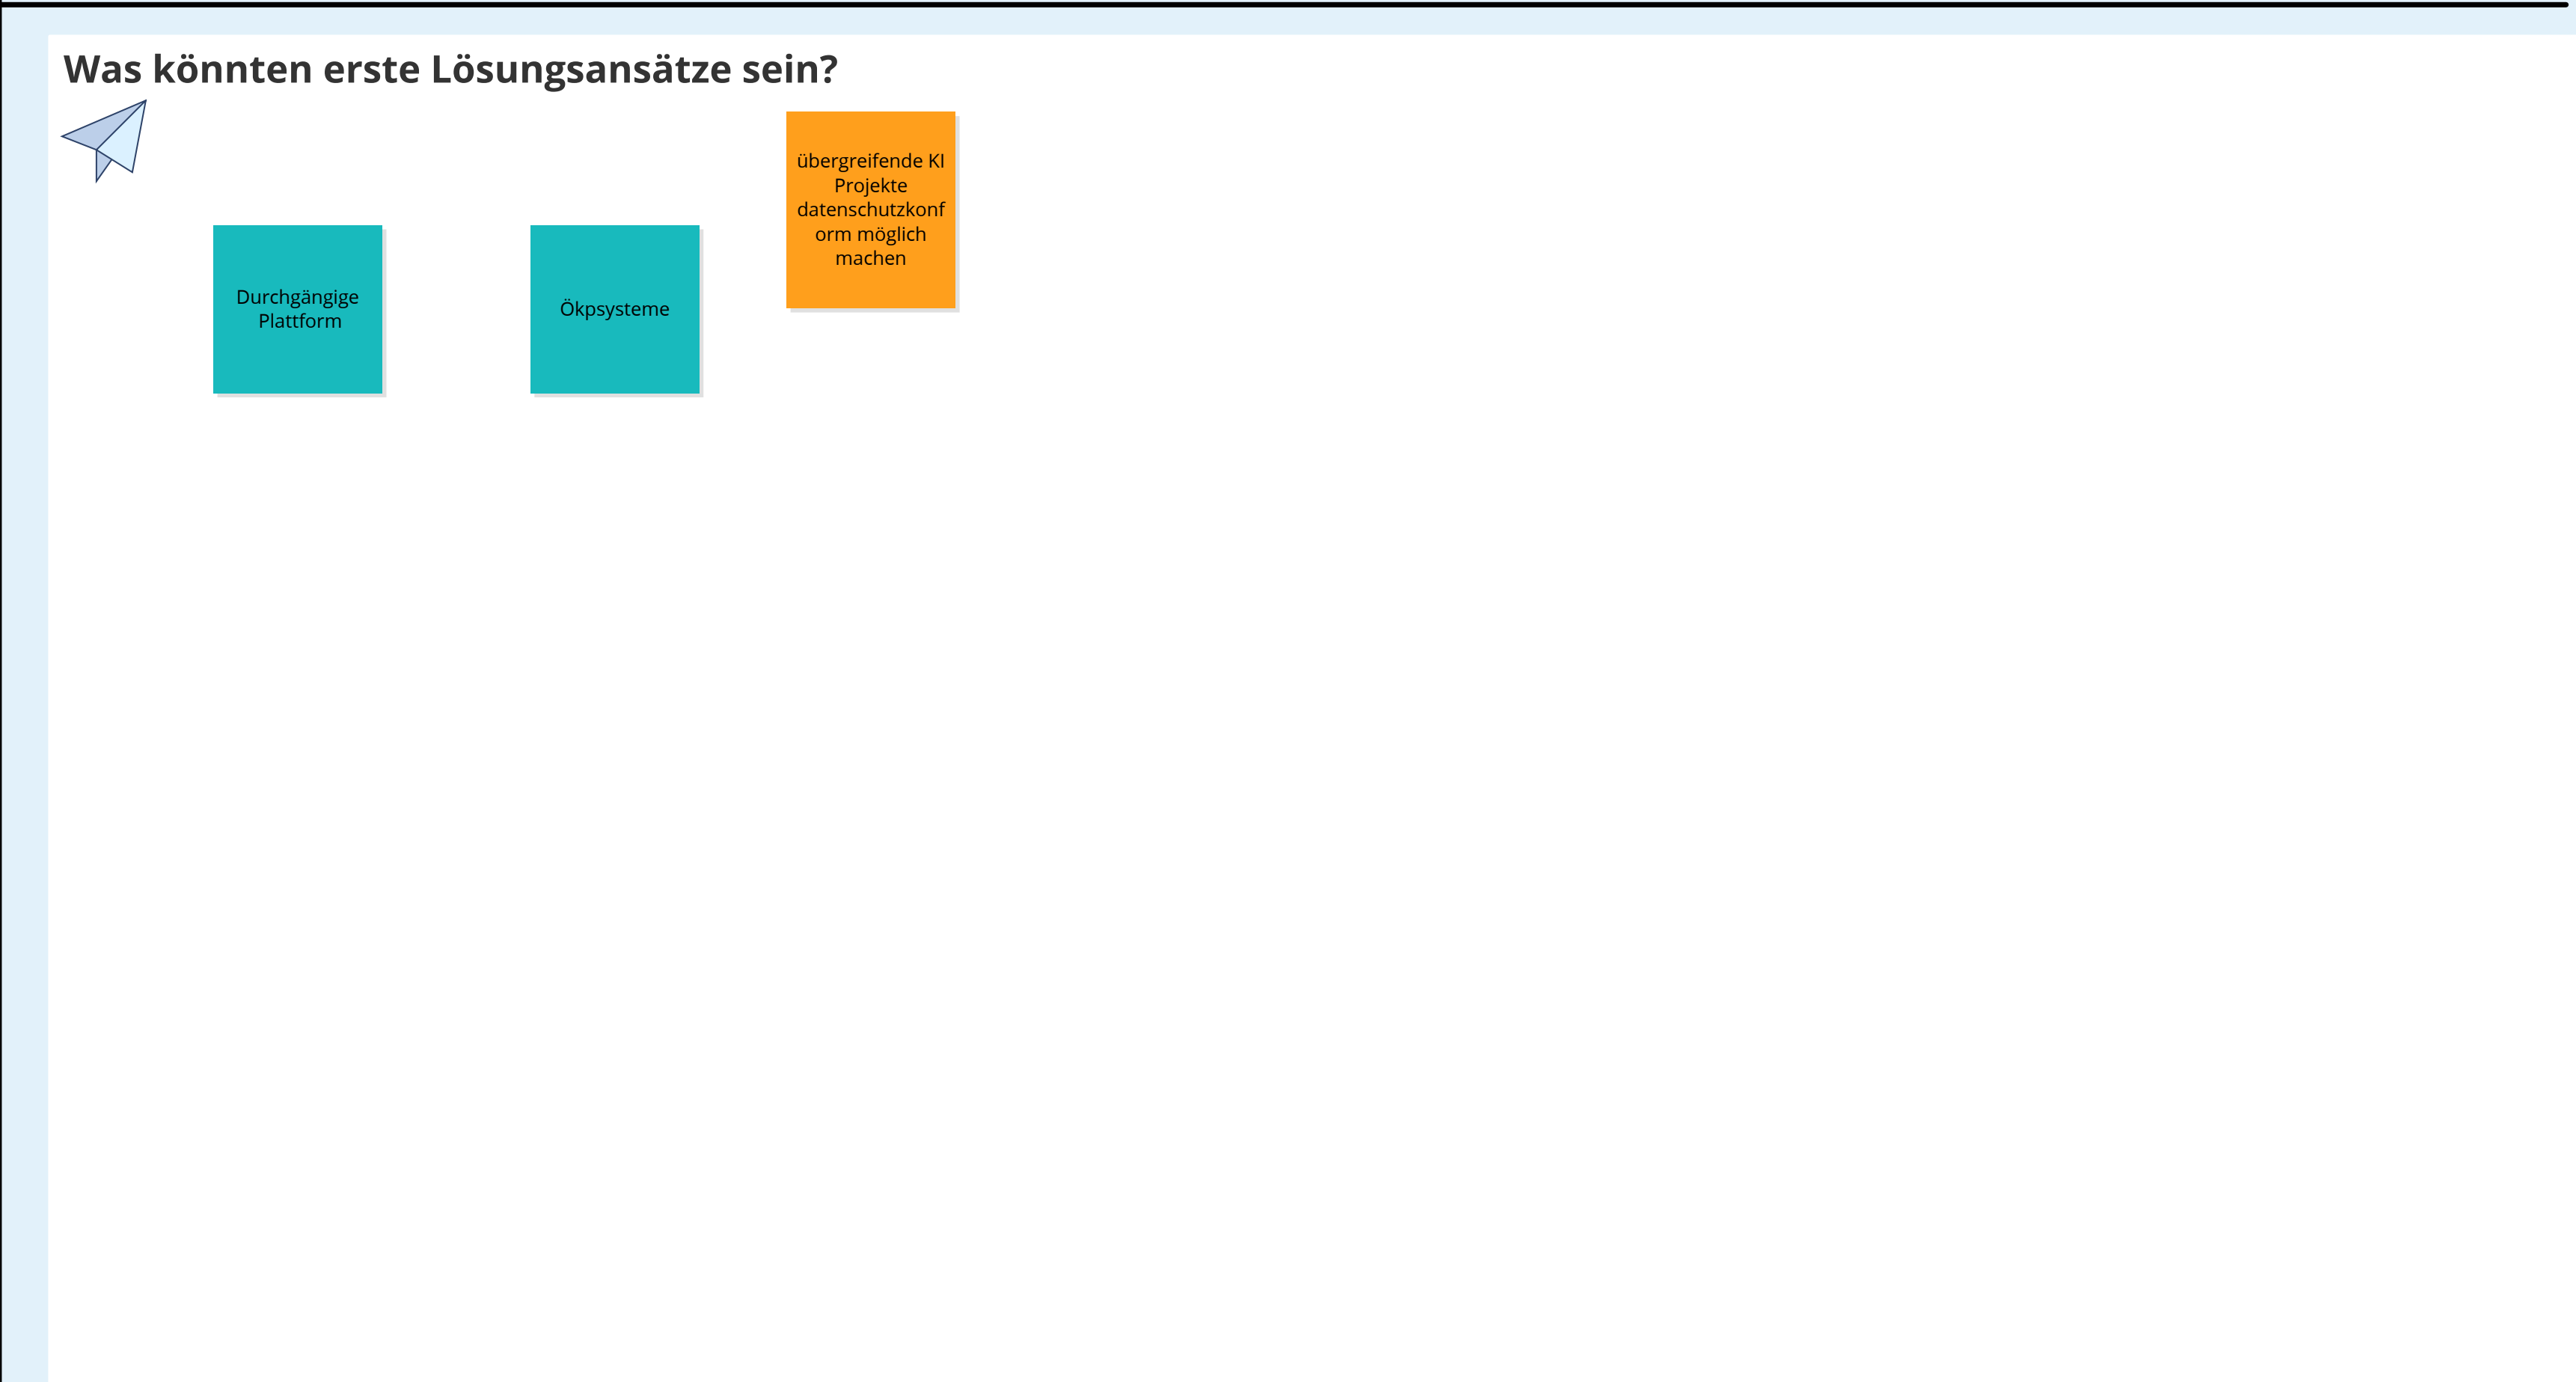 Was könnten erste Lösungsansätze sein?
übergreifende KI
Projekte
datenschutzkonf
orm möglich
machen
Durchgängige
Plattform
Ökpsysteme